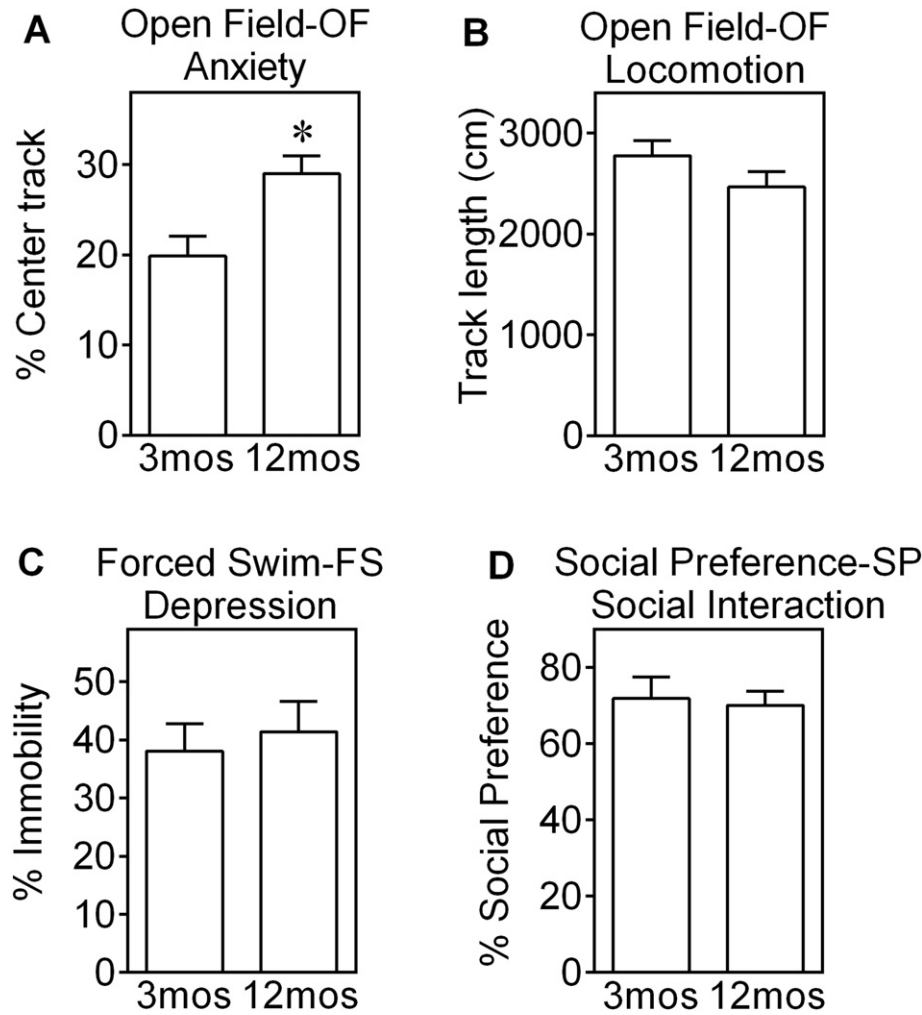 A
Open Field-OF
Anxiety
% Center track
30
20
10
0
*
3mos 12mos
B
Open Field-OF
Locomotion
Track length (cm)
3000
2000
1000
0
3mos 12mos
C
Forced Swim-FS
Depression
% Immobility
50
40
30
20
10
0
3mos 12mos
D
Social Preference-SP
Social Interaction
% Social Preference
80
60
40
20
0
3mos 12mos